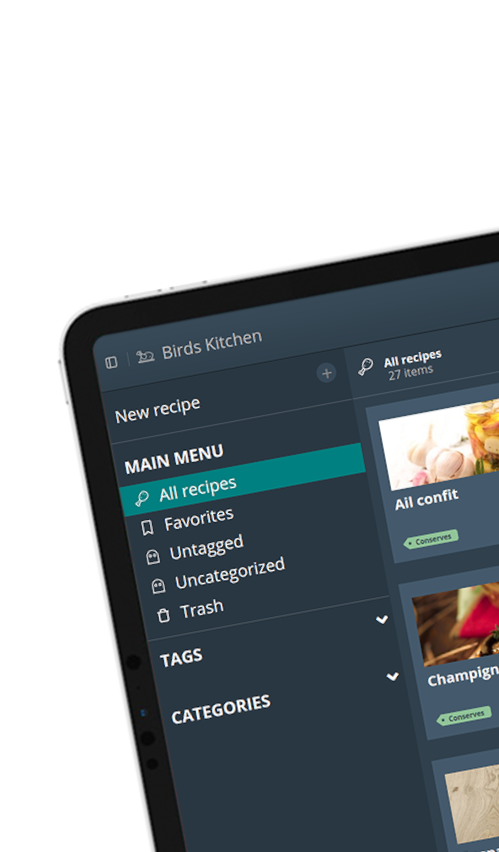 Birds Kitchen
New recipe
MAIN MENU
All recipes
Favorites
Untagged
Uncategorized
Trash
TAGS
CATEGORIES
All recipes
27 items
Ail confit
Conserves
Champign
Conserves